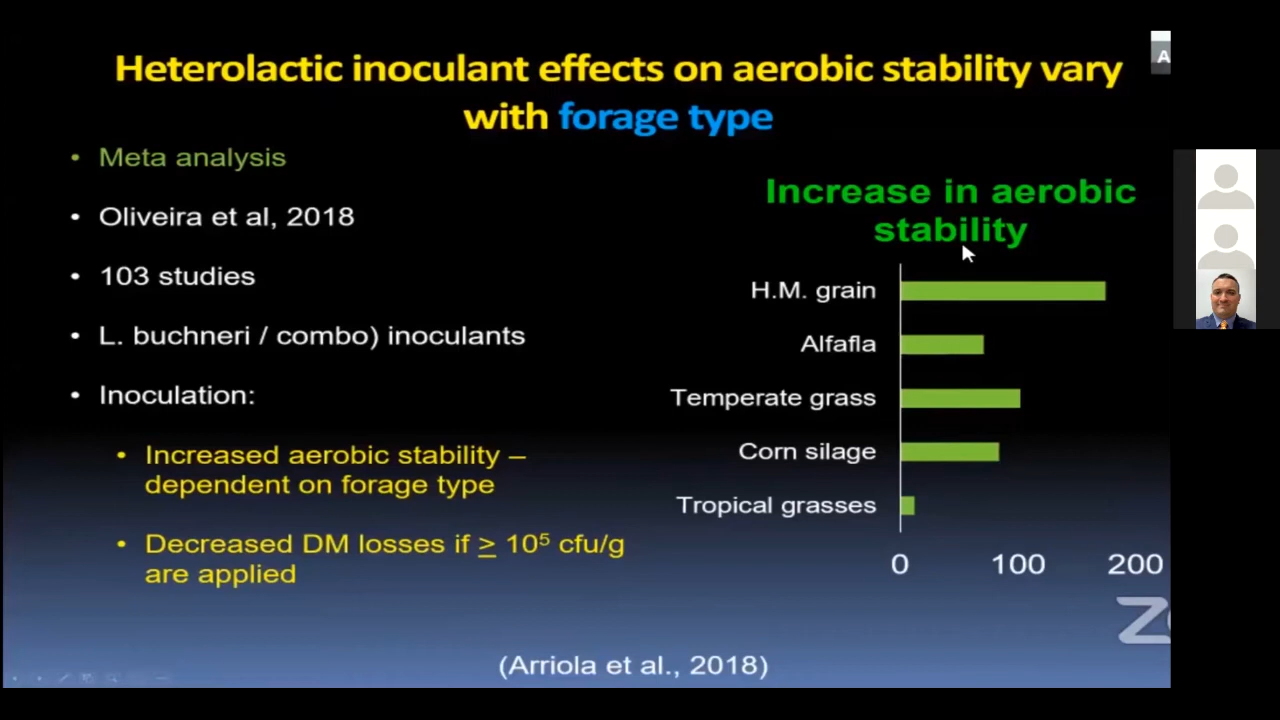 Heterolactic inoculant effects on aerobic stability vary
with forage type
• Meta analysis
• Oliveira et al, 2018
• 103 studies
• L. buchneri / combo) inoculants
• Inoculation:
• Increased aerobic stability –
dependent on forage type
• Decreased DM losses if ≥ 10⁵ cfu/g
are applied
Increase in aerobic
stability
H.M. grain
Alfafla
Temperate grass
Corn silage
Tropical grasses
0 100 200
(Arriola et al., 2018)
A